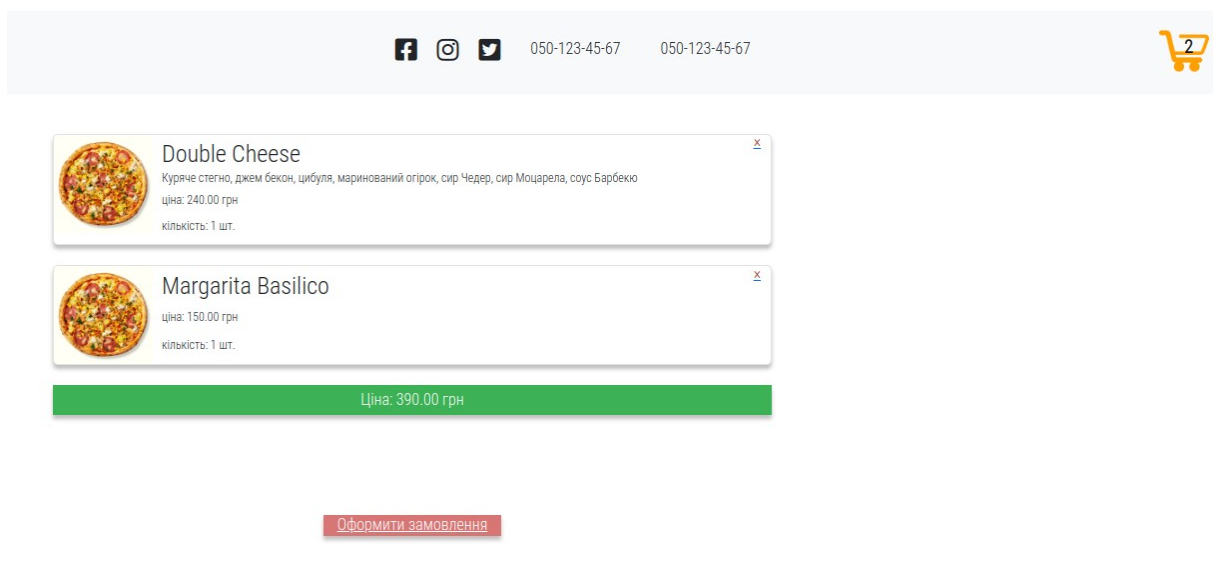 050-123-45-67 050-123-45-67
2
Double Cheese
x
Куряче стегно, джем бекон, цибуля, маринований огірок, сир Чедер, сир Моцарела, соус Барбекю
ціна: 240.00 грн
кількість: 1 шт.
Margarita Basilico
x
ціна: 150.00 грн
кількість: 1 шт.
Ціна: 390.00 грн
Оформити замовлення